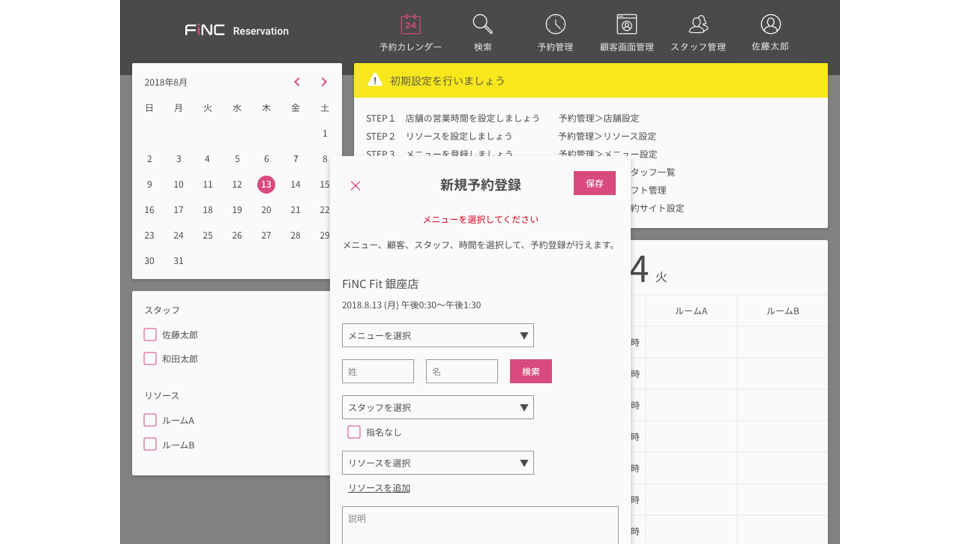 FiNC Reservation
24
予約カレンダー
検索
予約管理
顧客画面管理
スタッフ管理
佐藤太郎
2018年8月
日 月 火 水 木 金 土
1
2 3 4 5 6 7 8
9 10 11 12 13 14 15
16 17 18 19 20 21 22
23 24 25 26 27 28 29
30 31
スタッフ
佐藤太郎
和田太郎
リソース
ルームA
ルームB
初期設定を行いましょう
STEP１ 店舗の営業時間を設定しましょう 予約管理＞店舗設定
STEP２ リソースを設定しましょう 予約管理＞リソース設定
STEP３ メニューを登録しましょう 予約管理＞メニュー設定
タッフ一覧
フト管理
約サイト設定
4 火
ルームA ルームB
時
時
時
時
時
時
時
新規予約登録
保存
メニューを選択してください
メニュー、顧客、スタッフ、時間を選択して、予約登録が行えます。
FiNC Fit 銀座店
2018.8.13 (月) 午後0:30〜午後1:30
メニューを選択
姓 名 検索
スタッフを選択
指名なし
リソースを選択
リソースを追加
説明